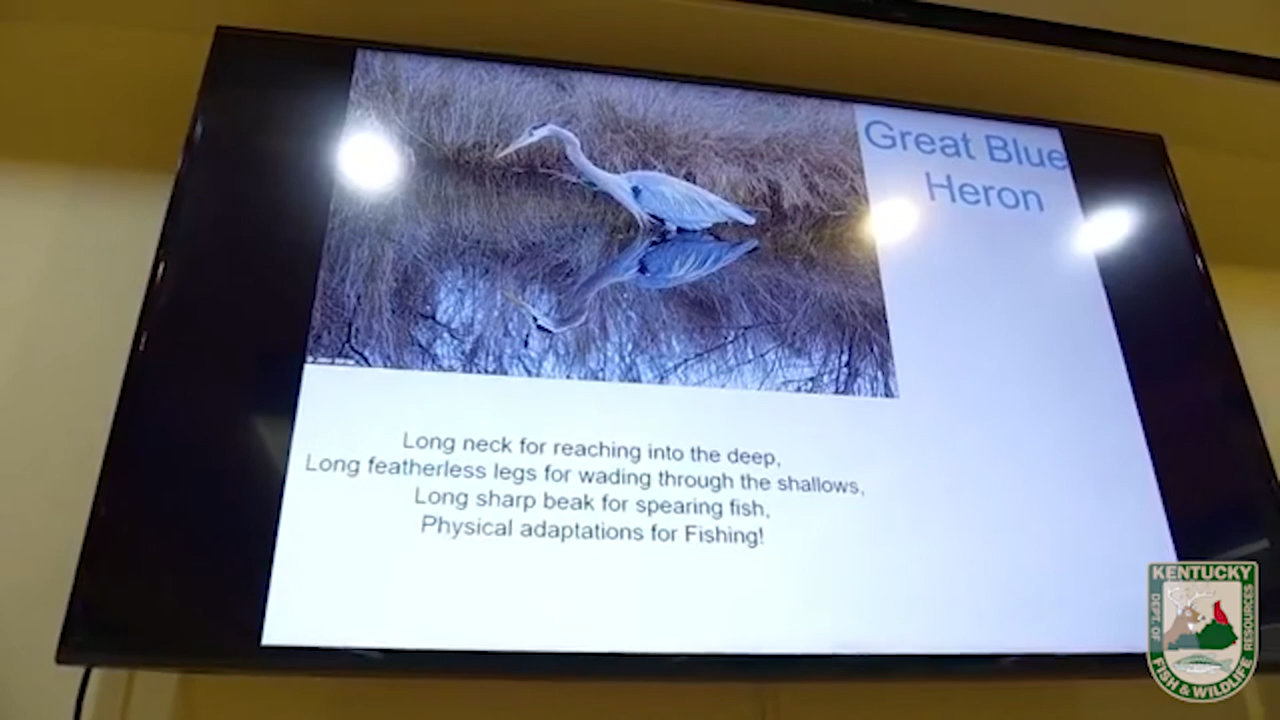 Great Blue
Heron
Long neck for reaching into the deep,
Long featherless legs for wading through the shallows,
Long sharp beak for spearing fish,
Physical adaptations for Fishing!
KENTUCKY
DEPT. OF
RESOURCES
FISH & WILDLIFE